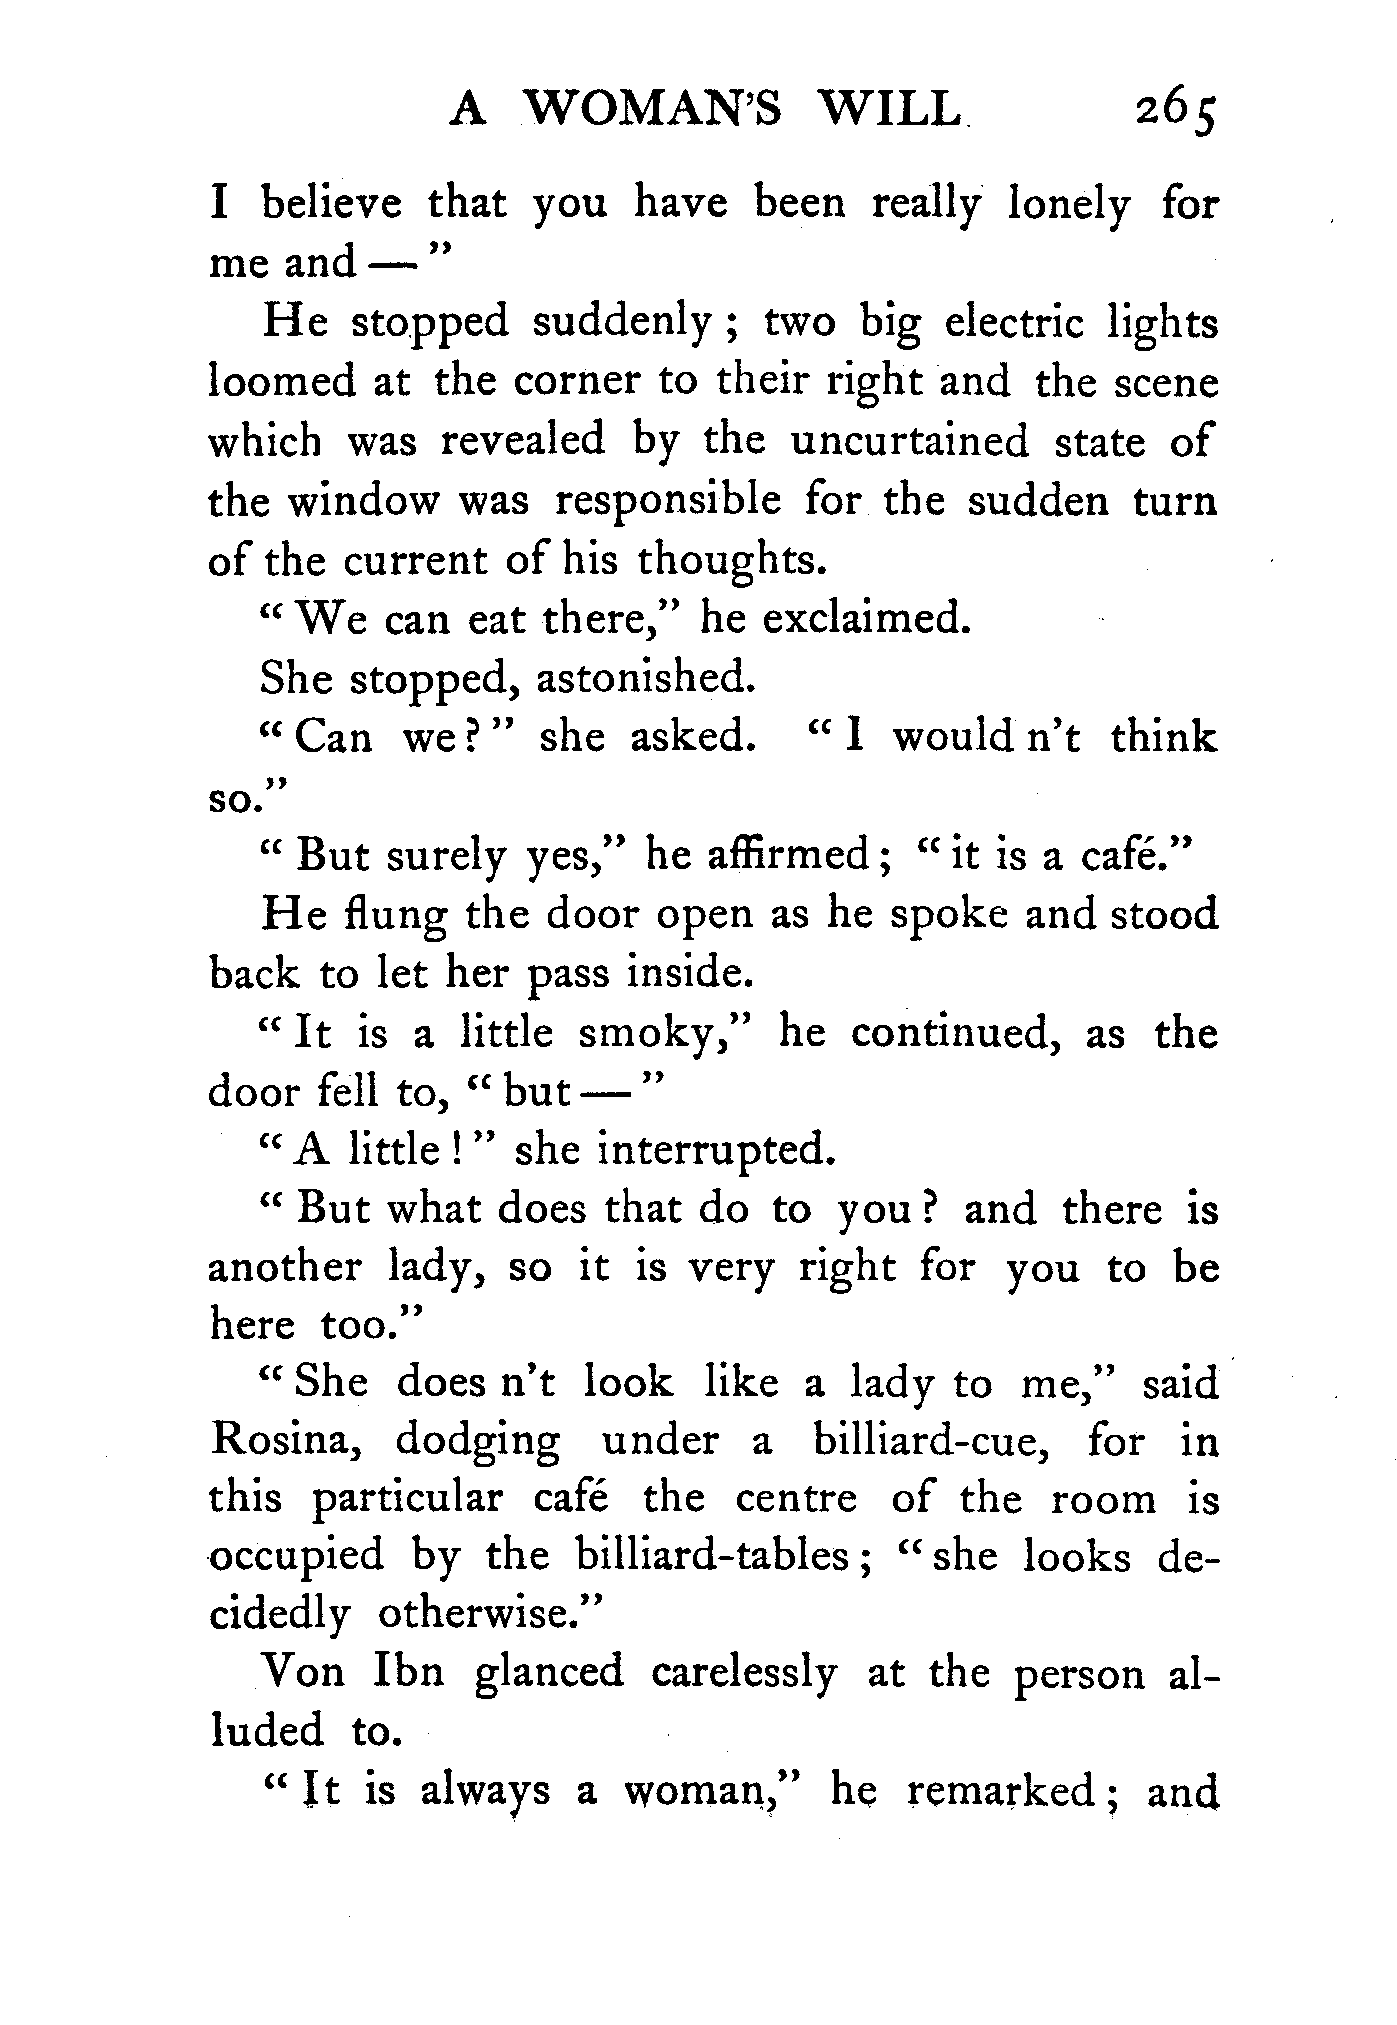 A WOMAN'S WILL 265
I believe that you have been really lonely for
me and — "
He stopped suddenly ; two big electric lights
loomed at the corner to their right and the scene
which was revealed by the uncurtained state of
the window was responsible for the sudden turn
of the current of his thoughts.
" We can eat there," he exclaimed.
She stopped, astonished.
" Can we ? " she asked. " I would n't think
so."
" But surely yes," he affirmed ; " it is a café."
He flung the door open as he spoke and stood
back to let her pass inside.
" It is a little smoky," he continued, as the
door fell to, " but — "
" A little ! " she interrupted.
" But what does that do to you ? and there is
another lady, so it is very right for you to be
here too."
" She does n't look like a lady to me," said
Rosina, dodging under a billiard-cue, for in
this particular café the centre of the room is
occupied by the billiard-tables ; " she looks de-
cidedly otherwise."
Von Ibn glanced carelessly at the person al-
luded to.
" It is always a woman," he remarked ; and